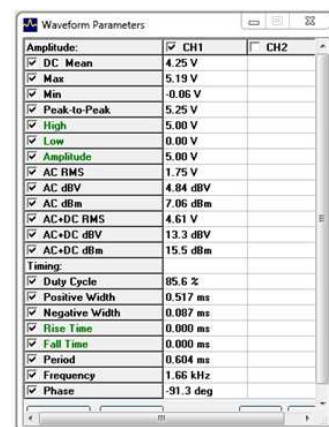 Waveform Parameters
Amplitude: CH1 CH2
DC Mean 4.25 V
Max 5.19 V
Min -0.06 V
Peak-to-Peak 5.25 V
High 5.00 V
Low 0.00 V
Amplitude 5.00 V
AC RMS 1.75 V
AC dBV 4.84 dBV
AC dBm 7.06 dBm
AC+DC RMS 4.61 V
AC+DC dBV 13.3 dBV
AC+DC dBm 15.5 dBm
Timing:
Duty Cycle 85.6 %
Positive Width 0.517 ms
Negative Width 0.087 ms
Rise Time 0.000 ms
Fall Time 0.000 ms
Period 0.604 ms
Frequency 1.66 kHz
Phase -91.3 deg